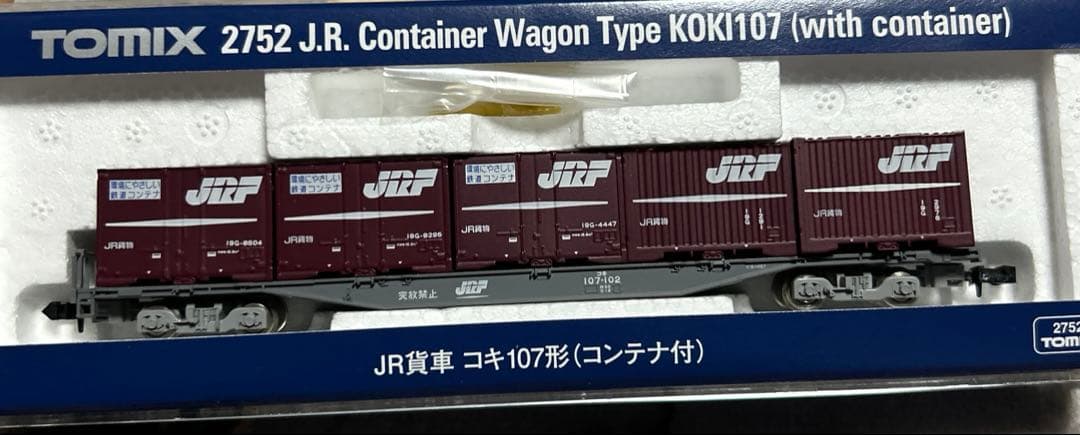 TOMIX 2752 J.R. Container Wagon Type KOKI107 (with container)
環境にやさしい
鉄道コンテナ
JRF
JR貨物
19G-8504
環境にやさしい
鉄道コンテナ
JRF
JR貨物
19G-8295
環境にやさしい
鉄道コンテナ
JRF
JR貨物
19G-4447
JRF
JR貨物
JRF
JR貨物
突放禁止
JRF
コキ
107-102
JR貨車 コキ107形(コンテナ付)
2752